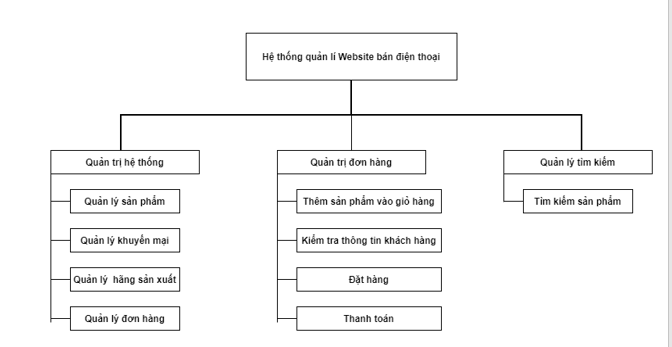 Hệ thống quản lí Website bán điện thoại
Quản trị hệ thống
Quản lý sản phẩm
Quản lý khuyến mại
Quản lý hãng sản xuất
Quản lý đơn hàng
Quản trị đơn hàng
Thêm sản phẩm vào giỏ hàng
Kiểm tra thông tin khách hàng
Đặt hàng
Thanh toán
Quản lý tìm kiếm
Tìm kiếm sản phẩm